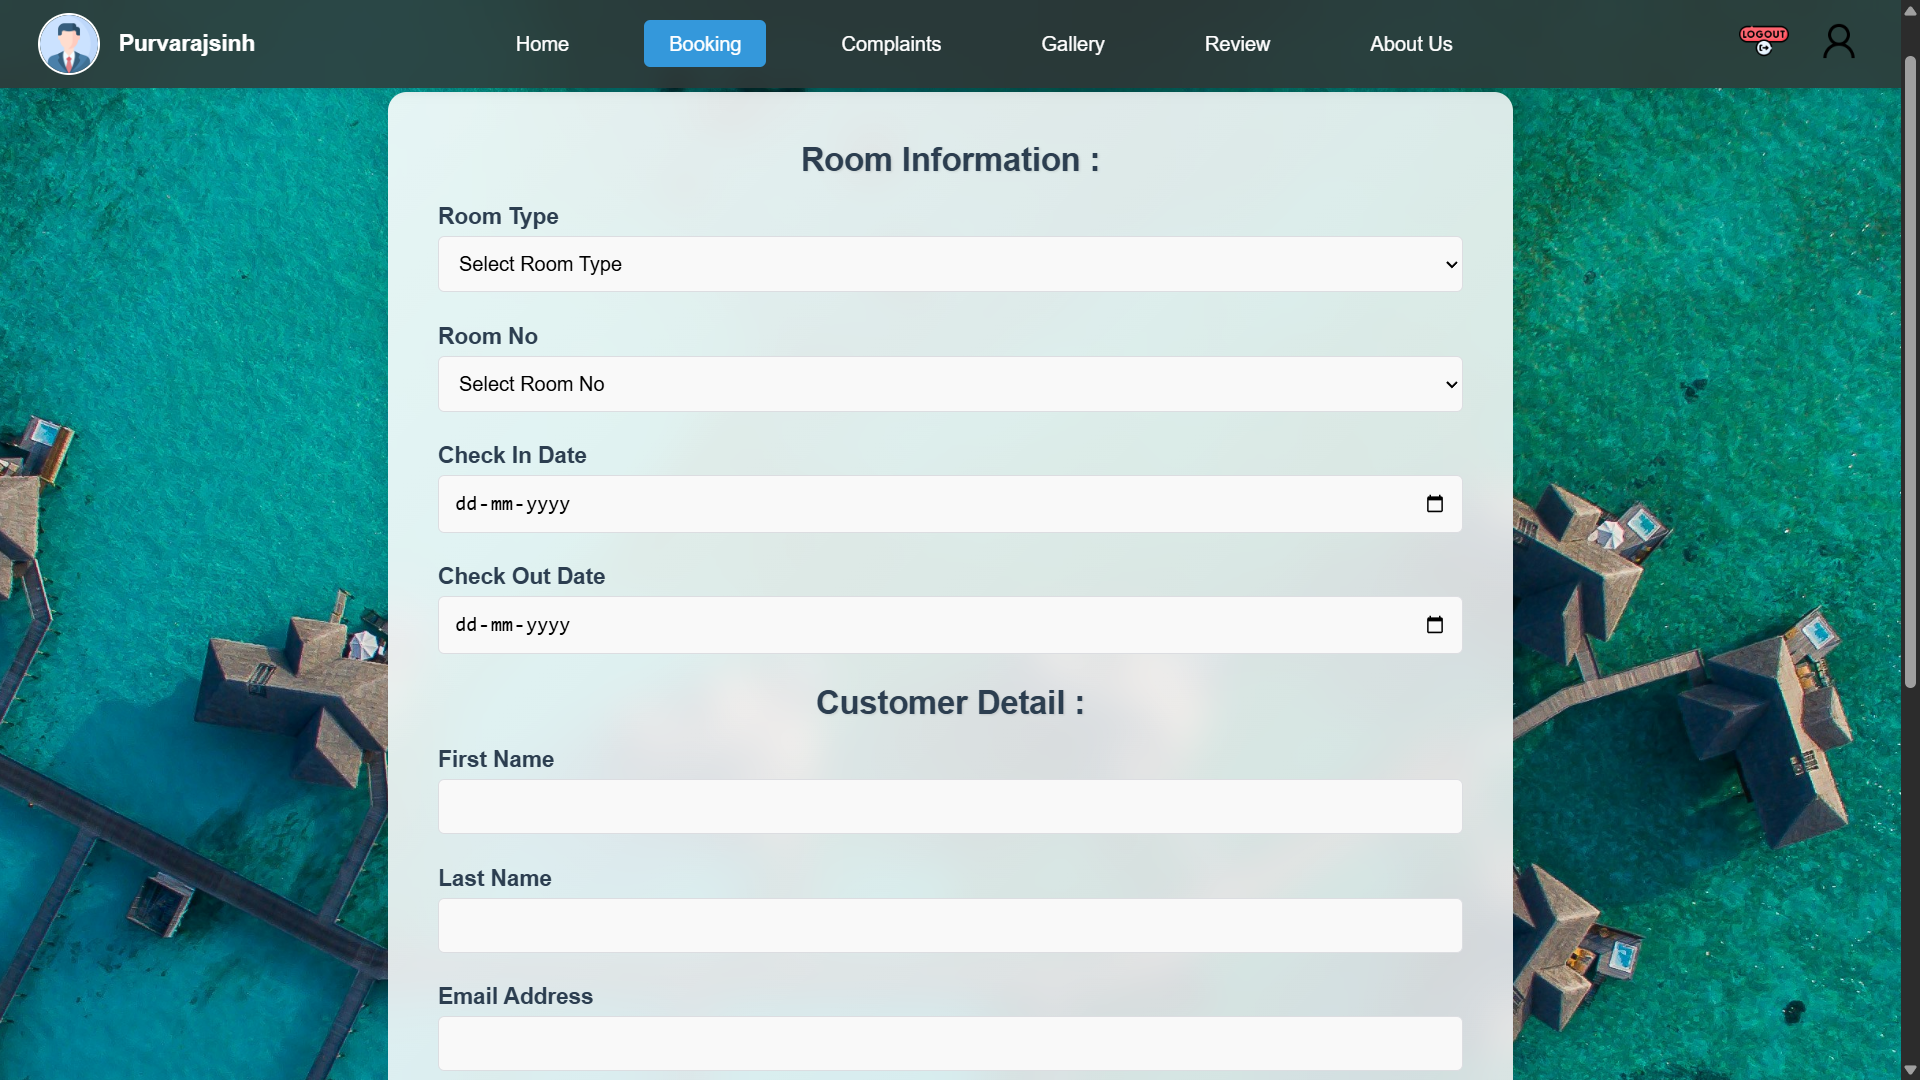 Purvarajsinh
Home
Booking
Complaints
Gallery
Review
About Us
LOGOUT
Room Information :
Room Type
Select Room Type
Room No
Select Room No
Check In Date
dd-mm-yyyy
Check Out Date
dd-mm-yyyy
Customer Detail :
First Name
Last Name
Email Address